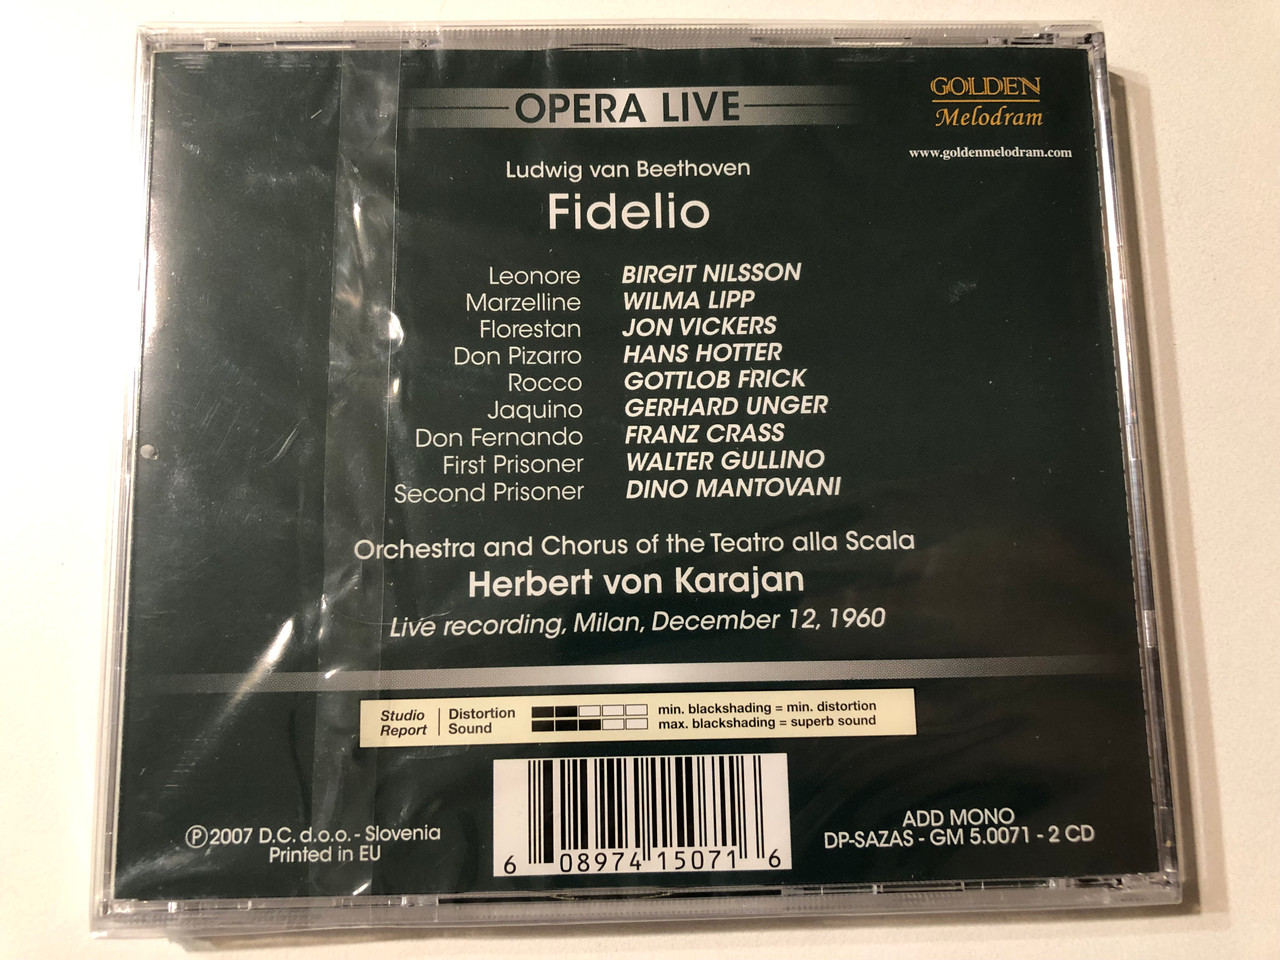 OPERA LIVE
GOLDEN
Melodram
www.goldenmelodram.com
Ludwig van Beethoven
Fidelio
Leonore BIRGIT NILSSON
Marzelline WILMA LIPP
Florestan JON VICKERS
Don Pizarro HANS HOTTER
Rocco GOTTLOB FRICK
Jaquino GERHARD UNGER
Don Fernando FRANZ CRASS
First Prisoner WALTER GULLINO
Second Prisoner DINO MANTOVANI
Orchestra and Chorus of the Teatro alla Scala
Herbert von Karajan
Live recording, Milan, December 12, 1960
Studio Report
Distortion min. blackshading = min. distortion
Sound max. blackshading = superb sound
℗ 2007 D.C. d.o.o. - Slovenia
Printed in EU
6 08974 15071 6
ADD MONO
DP-SAZAS - GM 5.0071 - 2 CD